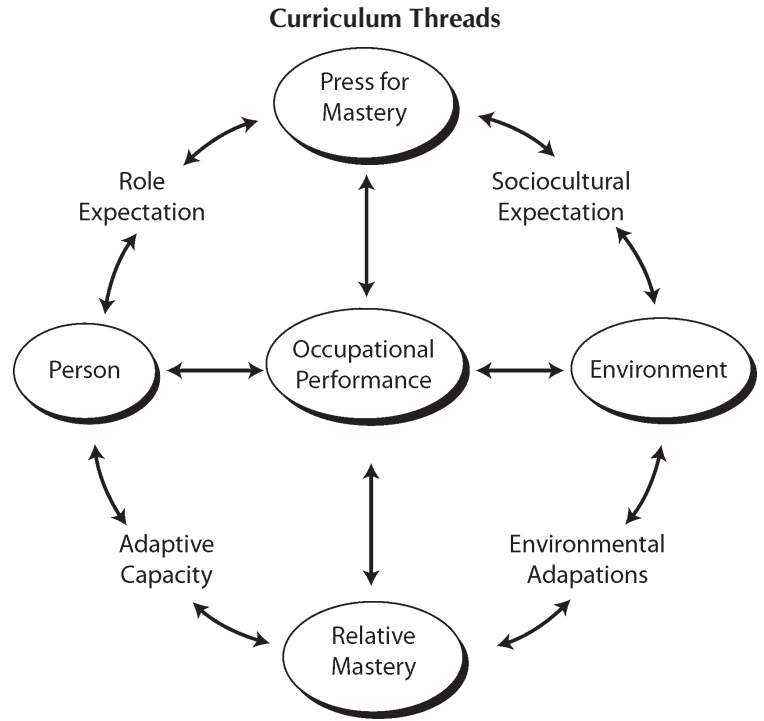 Curriculum Threads
Press for
Mastery
Role
Expectation
Sociocultural
Expectation
Person
Occupational
Performance
Environment
Adaptive
Capacity
Environmental
Adapations
Relative
Mastery